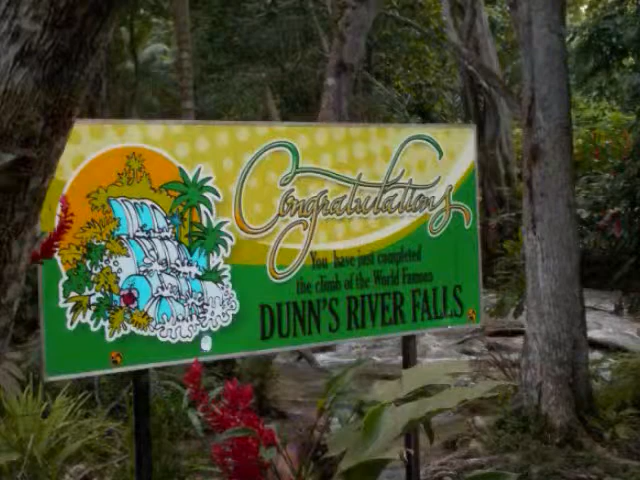 Congratulations
You have just completed
the climb of the World Famous
DUNN'S RIVER FALLS